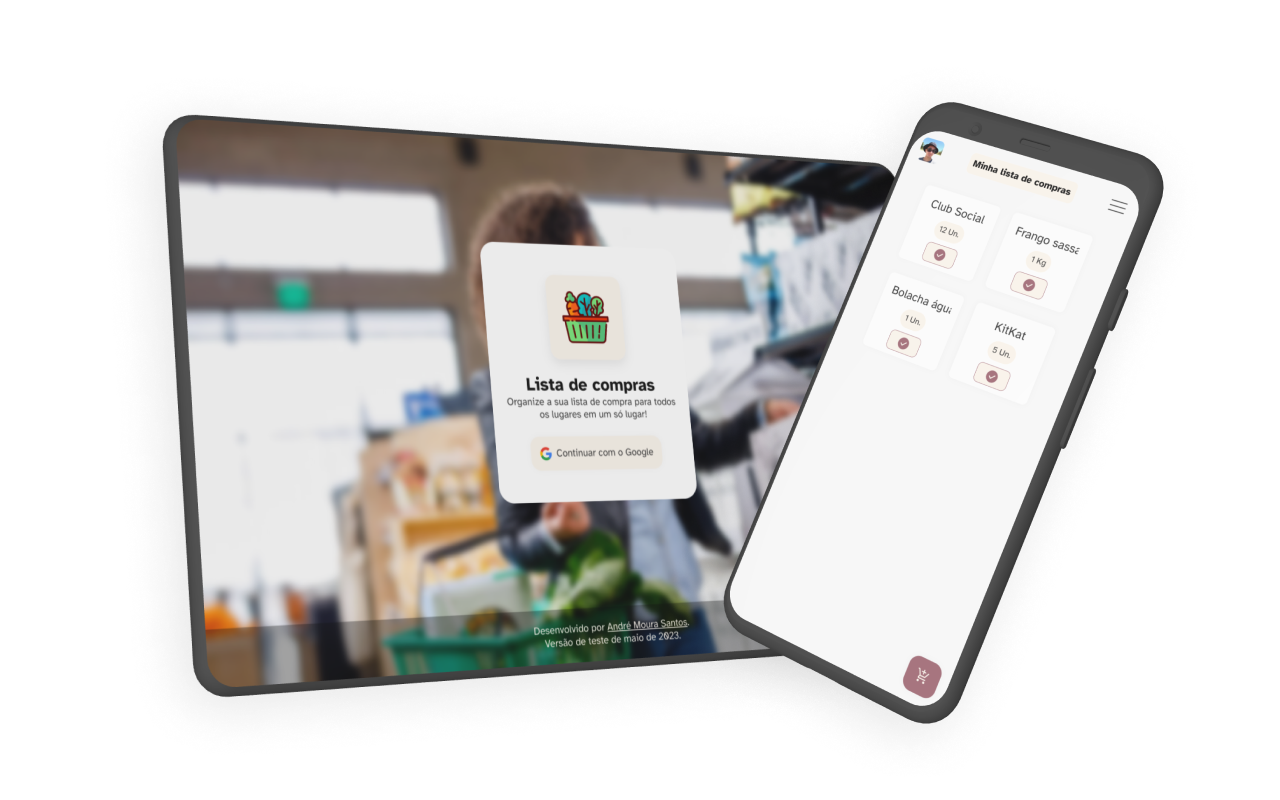 Lista de compras
Organize a sua lista de compra para todos
os lugares em um só lugar!
Continuar com o Google
Desenvolvido por André Moura Santos.
Versão de teste de maio de 2023.
Minha lista de compras
Club Social
12 Un.
Frango sassa
1 Kg
Bolacha água
1 Un.
KitKat
5 Un.